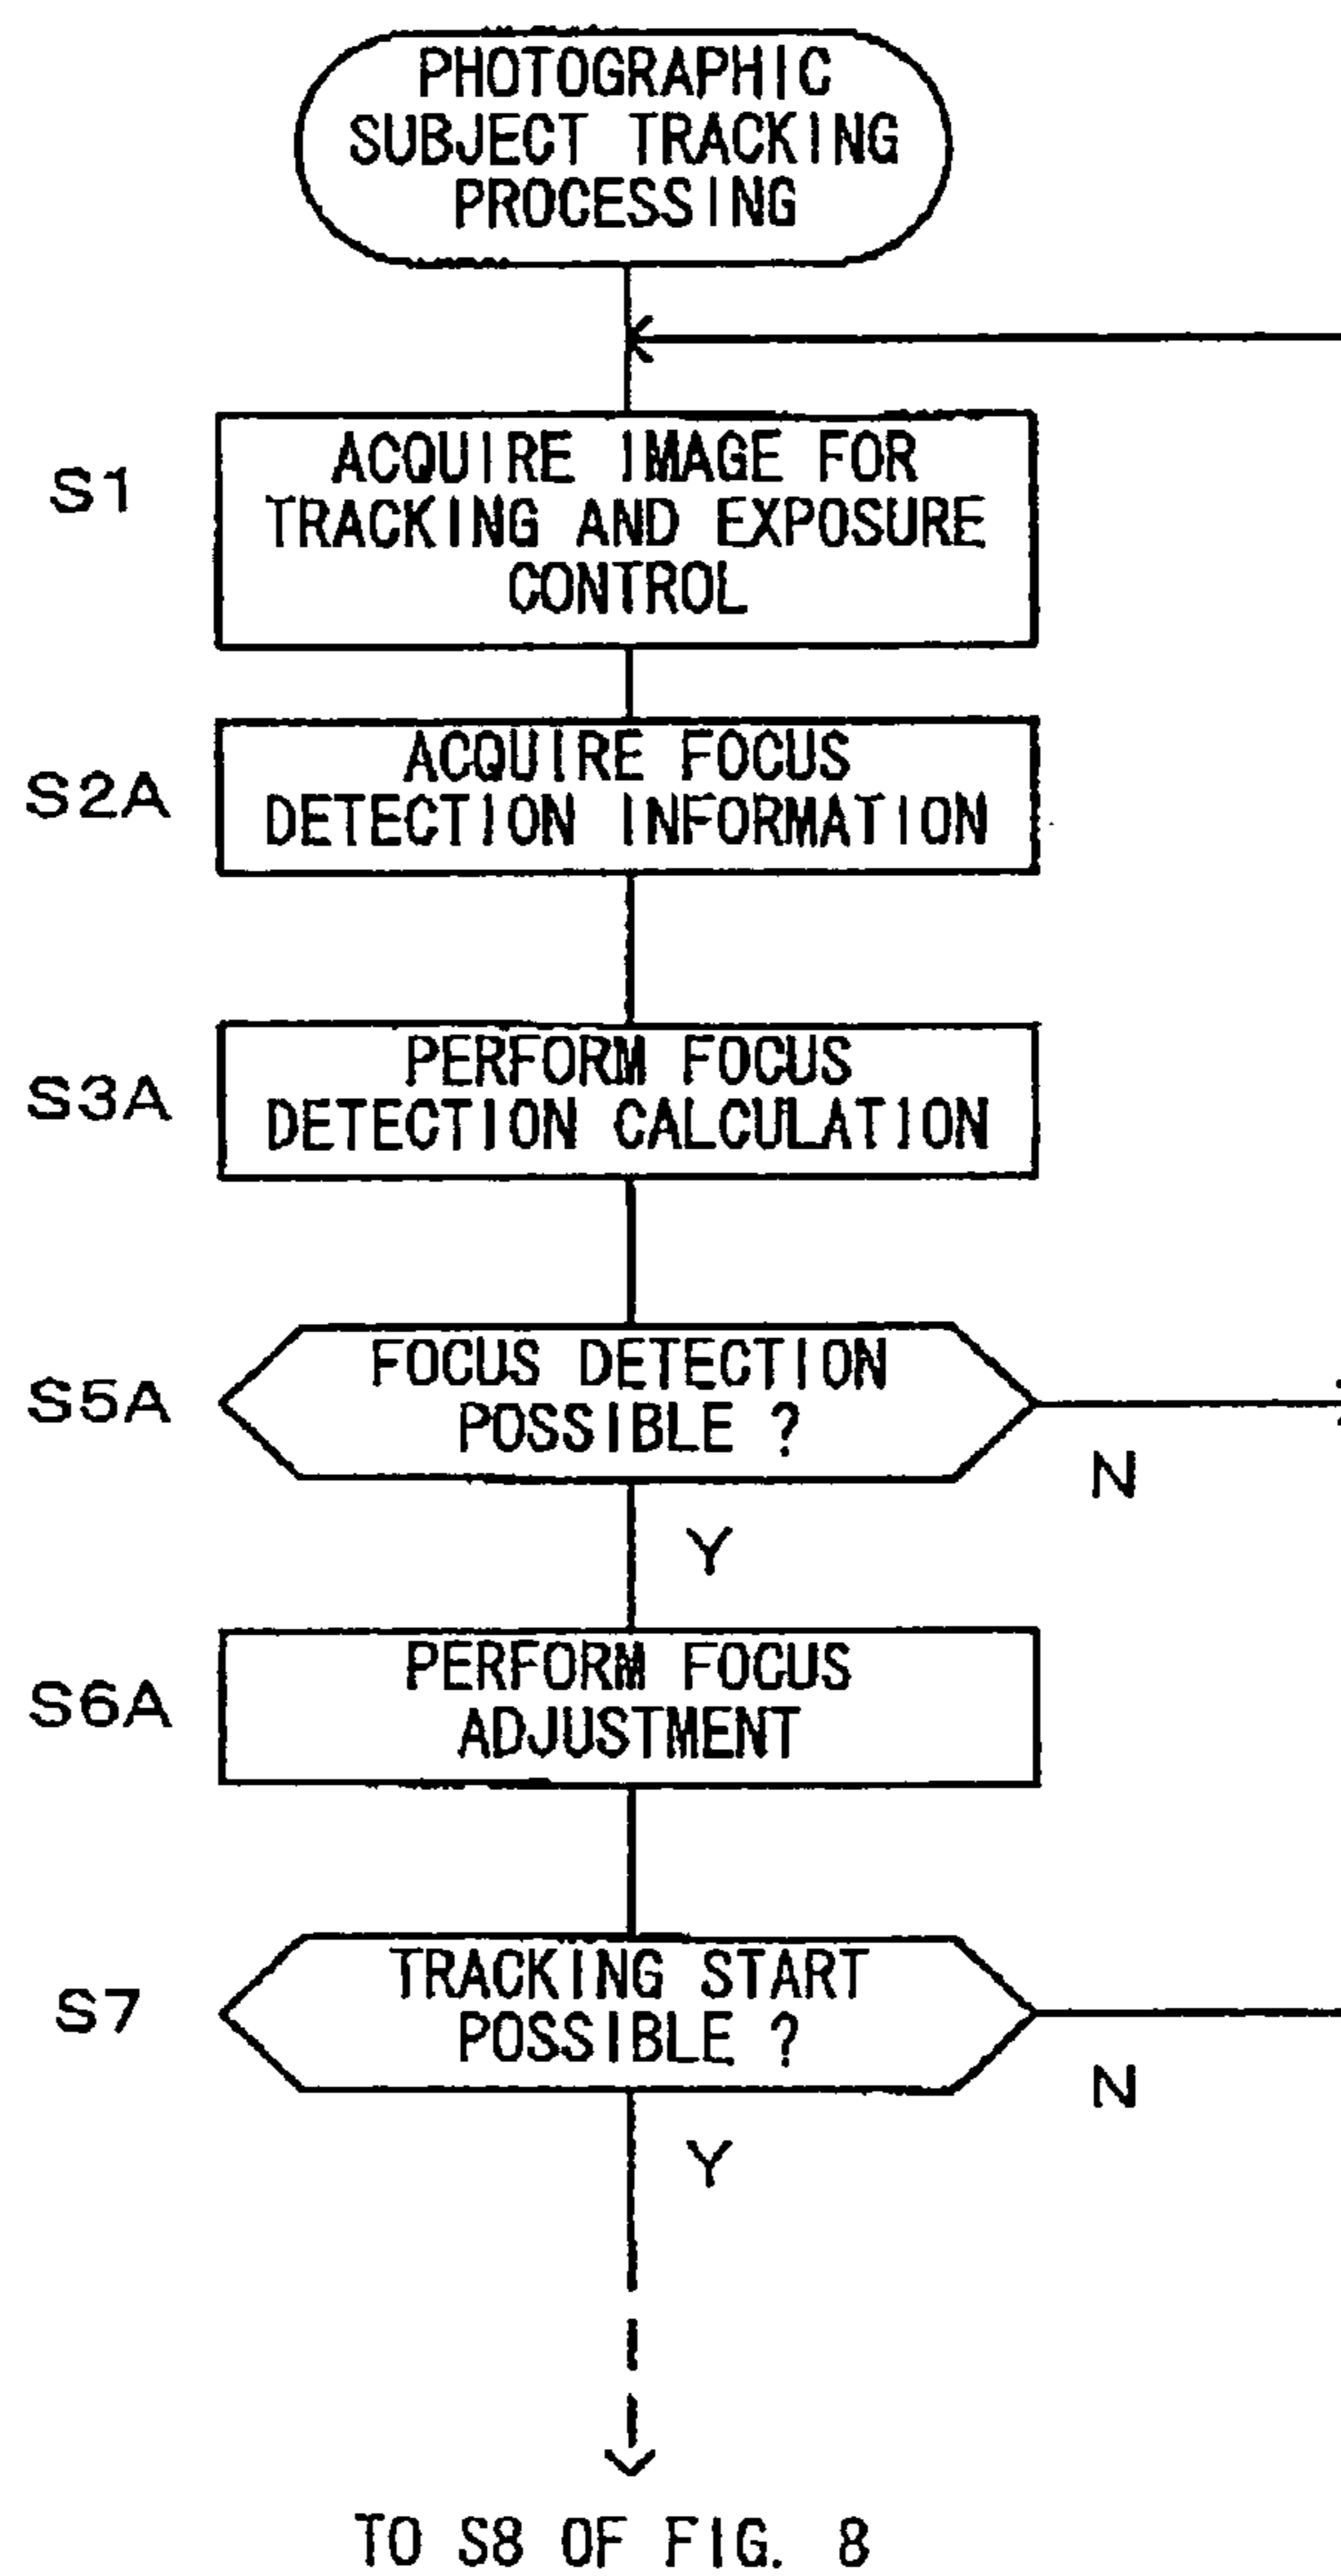 PHOTOGRAPHIC
SUBJECT TRACKING
PROCESSING
S1
ACQUIRE IMAGE FOR
TRACKING AND EXPOSURE
CONTROL
S2A
ACQUIRE FOCUS
DETECTION INFORMATION
S3A
PERFORM FOCUS
DETECTION CALCULATION
S5A
FOCUS DETECTION
POSSIBLE ?
N
Y
S6A
PERFORM FOCUS
ADJUSTMENT
S7
TRACKING START
POSSIBLE ?
N
Y
TO S8 OF FIG. 8